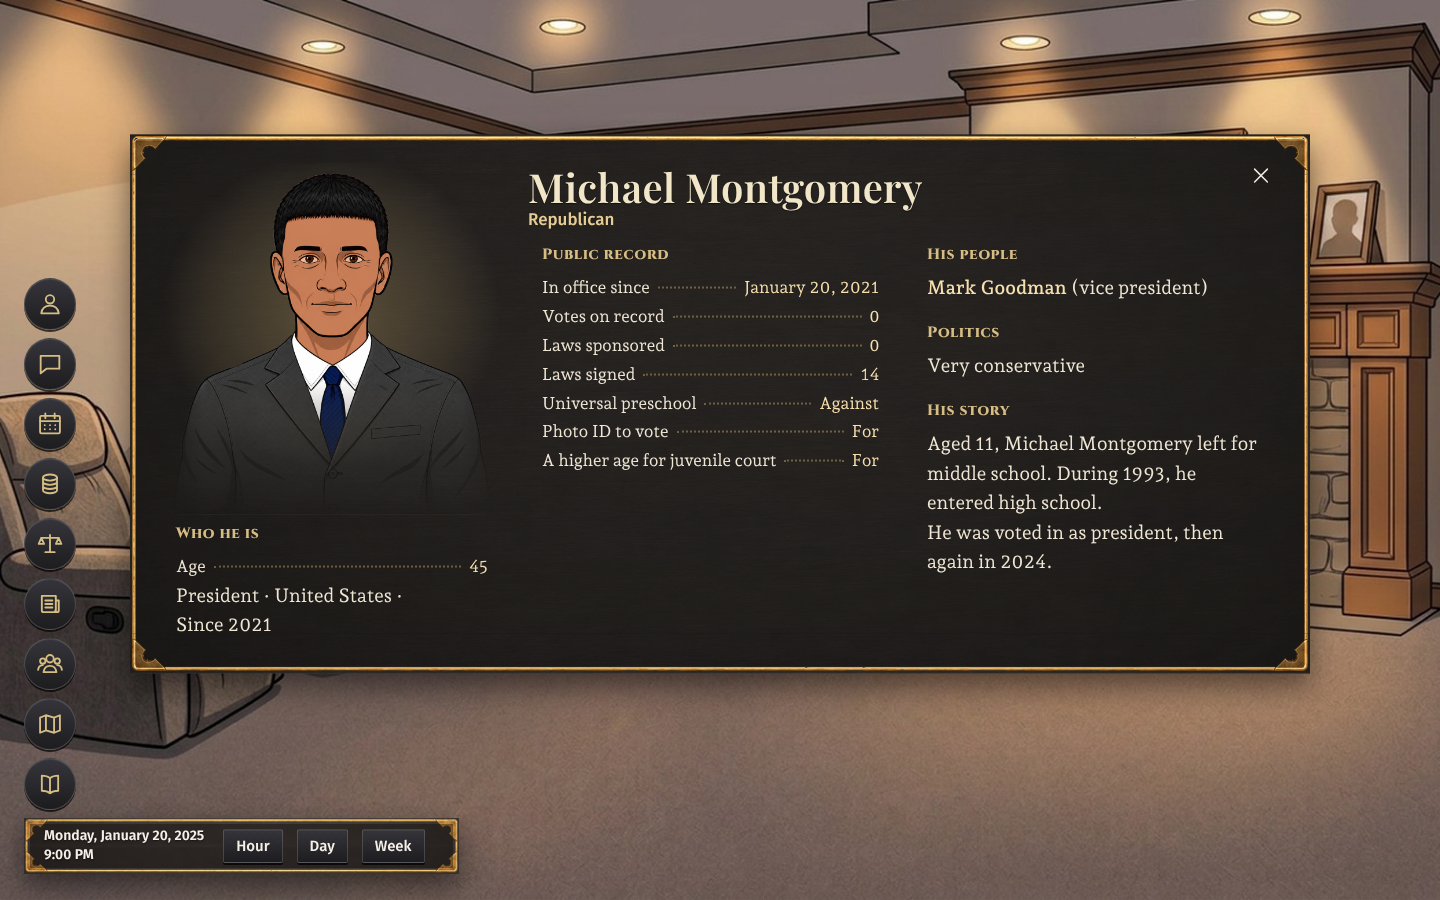 Michael Montgomery
Republican
Public record
In office since January 20, 2021
Votes on record 0
Laws sponsored 0
Laws signed 14
Universal preschool Against
Photo ID to vote For
A higher age for juvenile court For
His people
Mark Goodman (vice president)
Politics
Very conservative
His story
Aged 11, Michael Montgomery left for
middle school. During 1993, he
entered high school.
He was voted in as president, then
again in 2024.
Who he is
Age 45
President · United States ·
Since 2021
Monday, January 20, 2025
9:00 PM
Hour
Day
Week